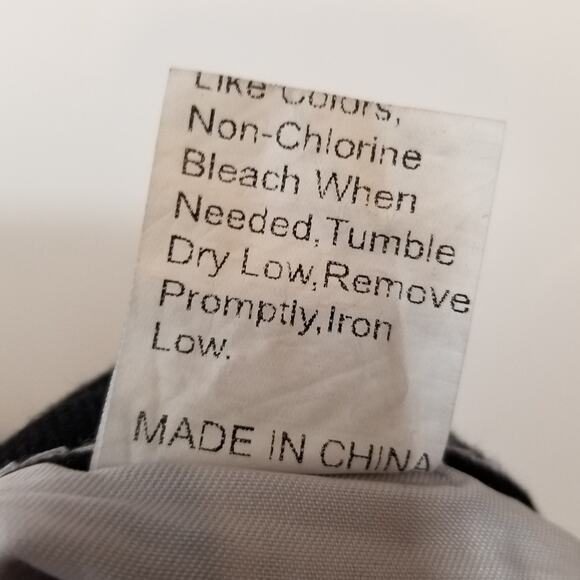 Like Colors,
Non-Chlorine
Bleach When
Needed,Tumble
Dry Low,Remove
Promptly,Iron
Low.
MADE IN CHINA